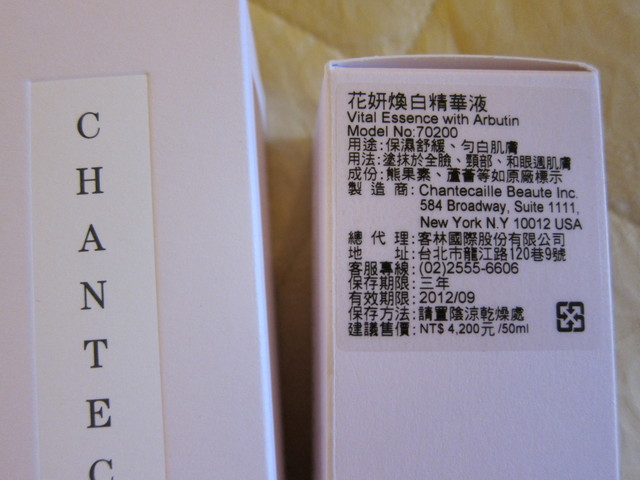 CHANTEC
花妍煥白精華液
Vital Essence with Arbutin
Model No:70200
用途:保濕舒緩、勻白肌膚
用法:塗抹於全臉、頸部、和眼週肌膚
成份:熊果素、蘆薈等如原廠標示
製造商:Chantecaille Beaute Inc.
584 Broadway, Suite 1111,
New York N.Y 10012 USA
總代理:客林國際股份有限公司
地址:台北市龍江路120巷9號
客服專線:(02)2555-6606
保存期限:三年
有效期限:2012/09
保存方法:請置陰涼乾燥處
建議售價:NT$ 4,200元/50ml